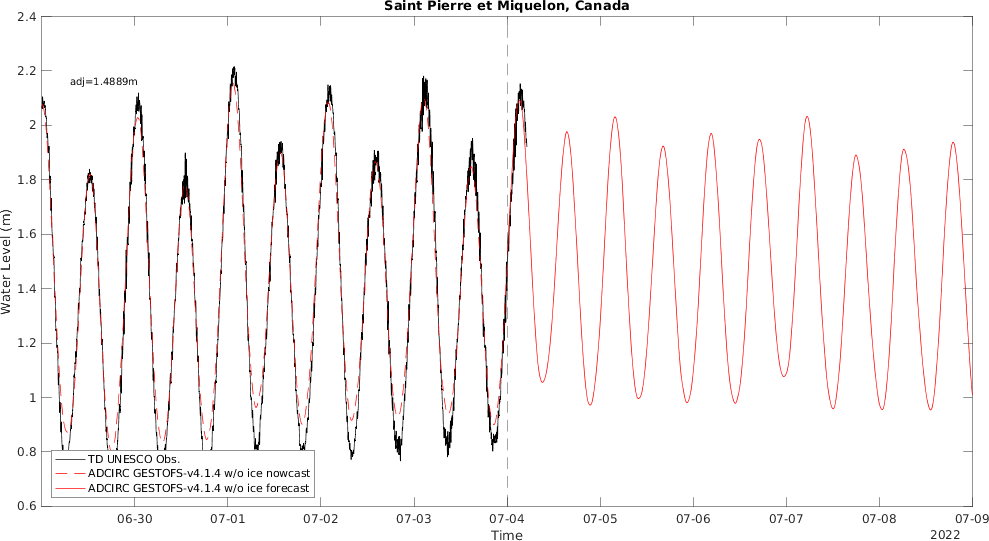 Saint Pierre et Miquelon, Canada
2.4
2.2
2
1.8
1.6
1.4
1.2
1
0.8
0.6
Water Level (m)
adj=1.4889m
TD UNESCO Obs.
ADCIRC GESTOFS-v4.1.4 w/o ice nowcast
ADCIRC GESTOFS-v4.1.4 w/o ice forecast
06-30 07-01 07-02 07-03 07-04 07-05 07-06 07-07 07-08 07-09
Time
2022